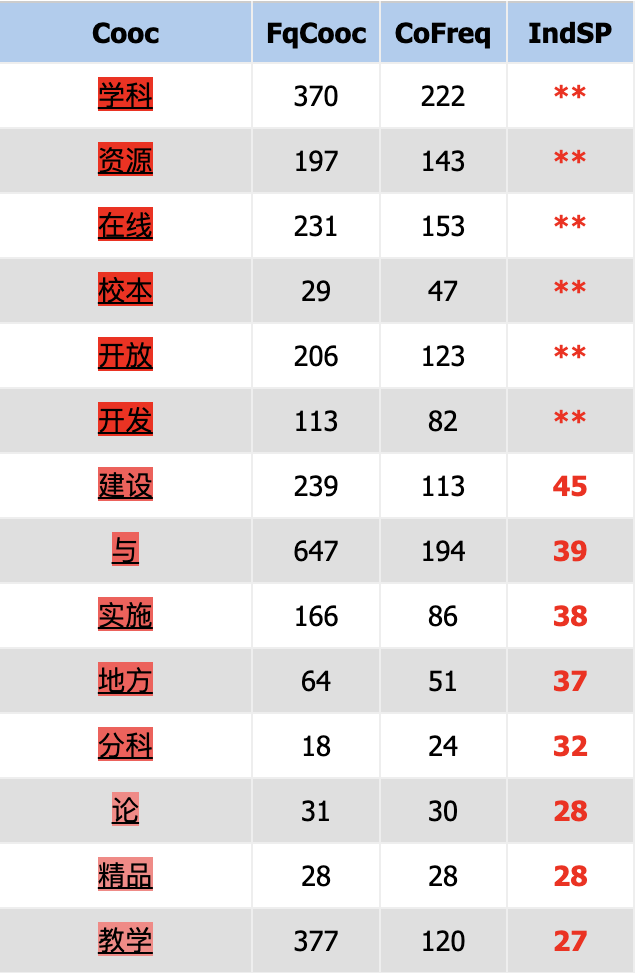 Cooc FqCooc CoFreq IndSP
学科 370 222 **
资源 197 143 **
在线 231 153 **
校本 29 47 **
开放 206 123 **
开发 113 82 **
建设 239 113 45
与 647 194 39
实施 166 86 38
地方 64 51 37
分科 18 24 32
论 31 30 28
精品 28 28 28
教学 377 120 27